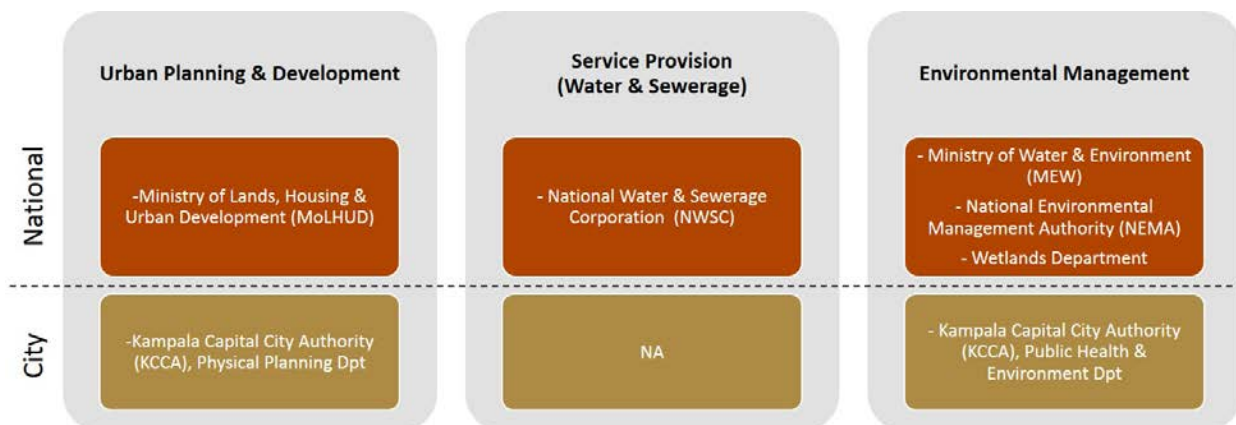 Urban Planning & Development
Service Provision
(Water & Sewerage)
Environmental Management
National
-Ministry of Lands, Housing &
Urban Development (MoLHUD)
- National Water & Sewerage
Corporation (NWSC)
- Ministry of Water & Environment
(MEW)
- National Environmental
Management Authority (NEMA)
- Wetlands Department
City
-Kampala Capital City Authority
(KCCA), Physical Planning Dpt
NA
- Kampala Capital City Authority
(KCCA), Public Health &
Environment Dpt